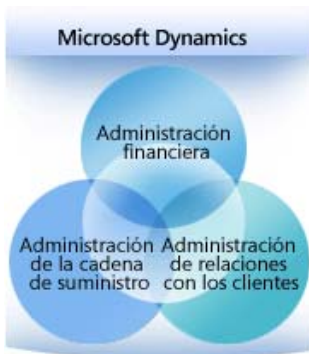 Microsoft Dynamics
Administración
financiera
Administración
de la cadena
de suministro
Administración
de relaciones
con los clientes